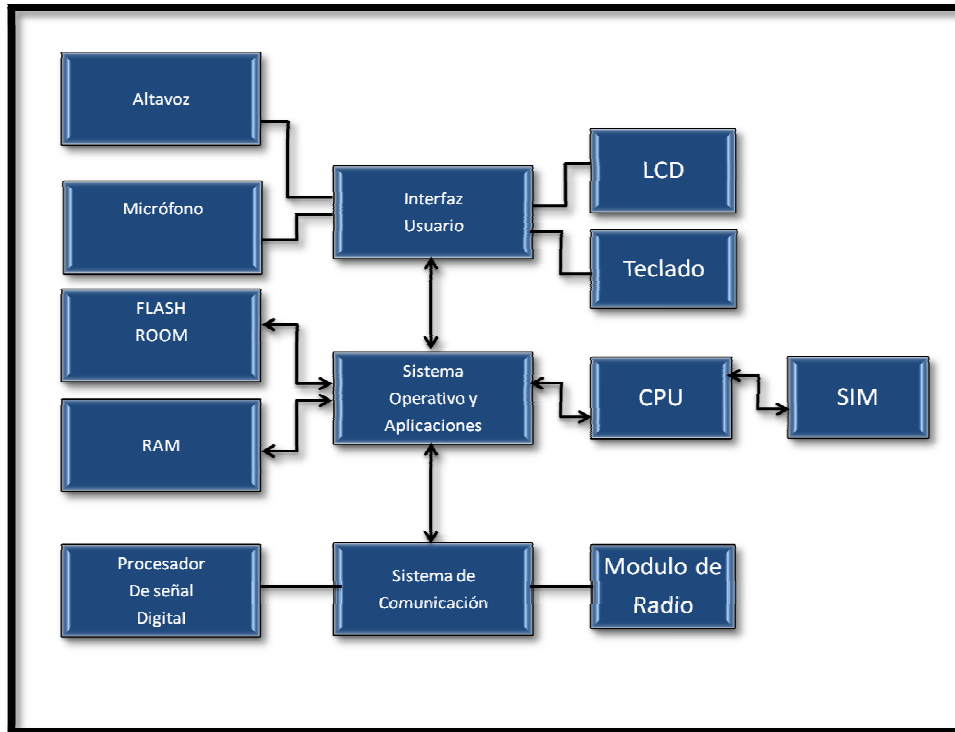 Altavoz
Micrófono
Interfaz
Usuario
LCD
Teclado
FLASH
ROOM
RAM
Sistema
Operativo y
Aplicaciones
CPU
SIM
Procesador
De señal
Digital
Sistema de
Comunicación
Modulo de
Radio